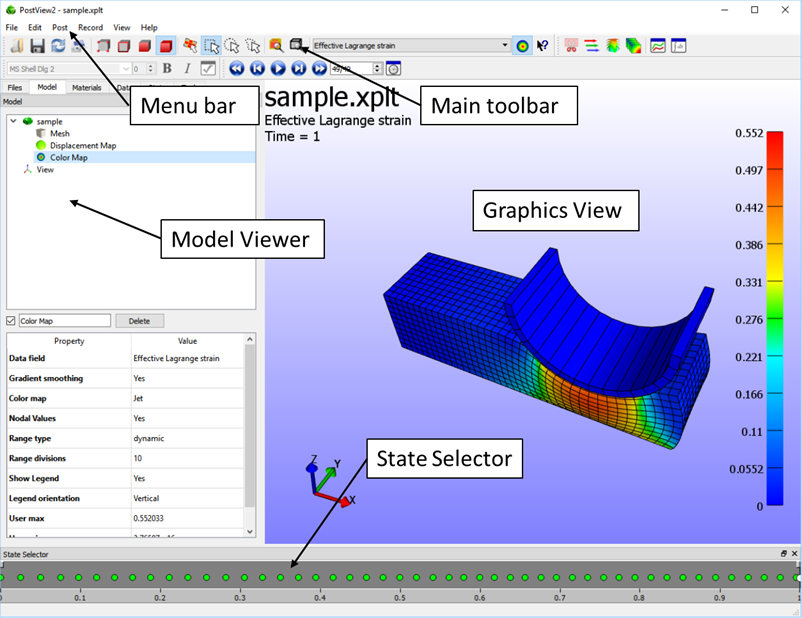 PostView2 - sample.xplt
File Edit Post Record View Help
Effective Lagrange strain
MS Shell Dlg 2 0 B I 49/49
Files Model Materials
Model
Menu bar
Main toolbar
sample
Mesh
Displacement Map
Color Map
View
Model Viewer
sample.xplt
Effective Lagrange strain
Time = 1
Graphics View
0.552
0.497
0.442
0.386
0.331
0.276
0.221
0.166
0.11
0.0552
0
Color Map Delete
Property Value
Data field Effective Lagrange strain
Gradient smoothing Yes
Color map Jet
Nodal Values Yes
Range type dynamic
Range divisions 10
Show Legend Yes
Legend orientation Vertical
User max 0.552033
Z
Y
X
State Selector
State Selector
0 0.1 0.2 0.3 0.4 0.5 0.6 0.7 0.8 0.9 1